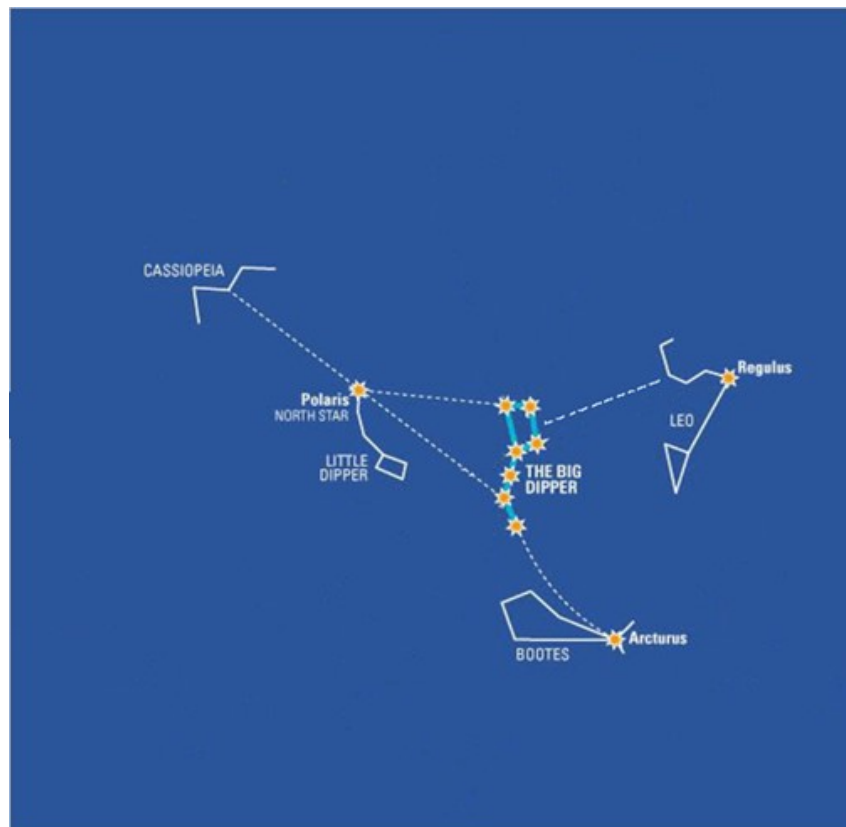 CASSIOPEIA
Regulus
Polaris
NORTH STAR
LEO
LITTLE
DIPPER
THE BIG
DIPPER
Arcturus
BOOTES